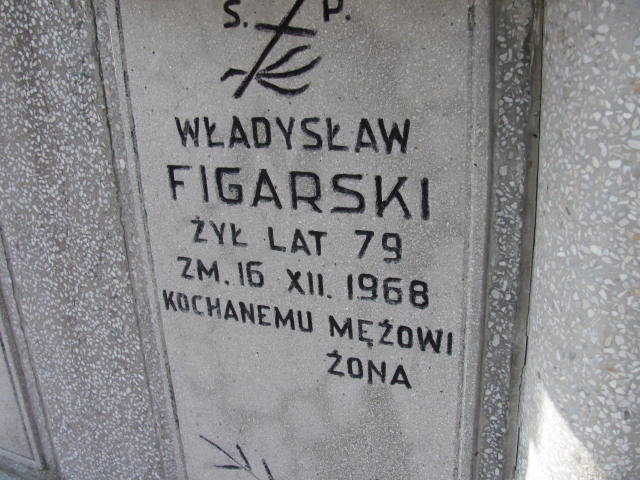 S. P.
WŁADYSŁAW
FIGARSKI
ŻYŁ LAT 79
ZM. 16 XII. 1968
KOCHANEMU MĘŻOWI
ŻONA